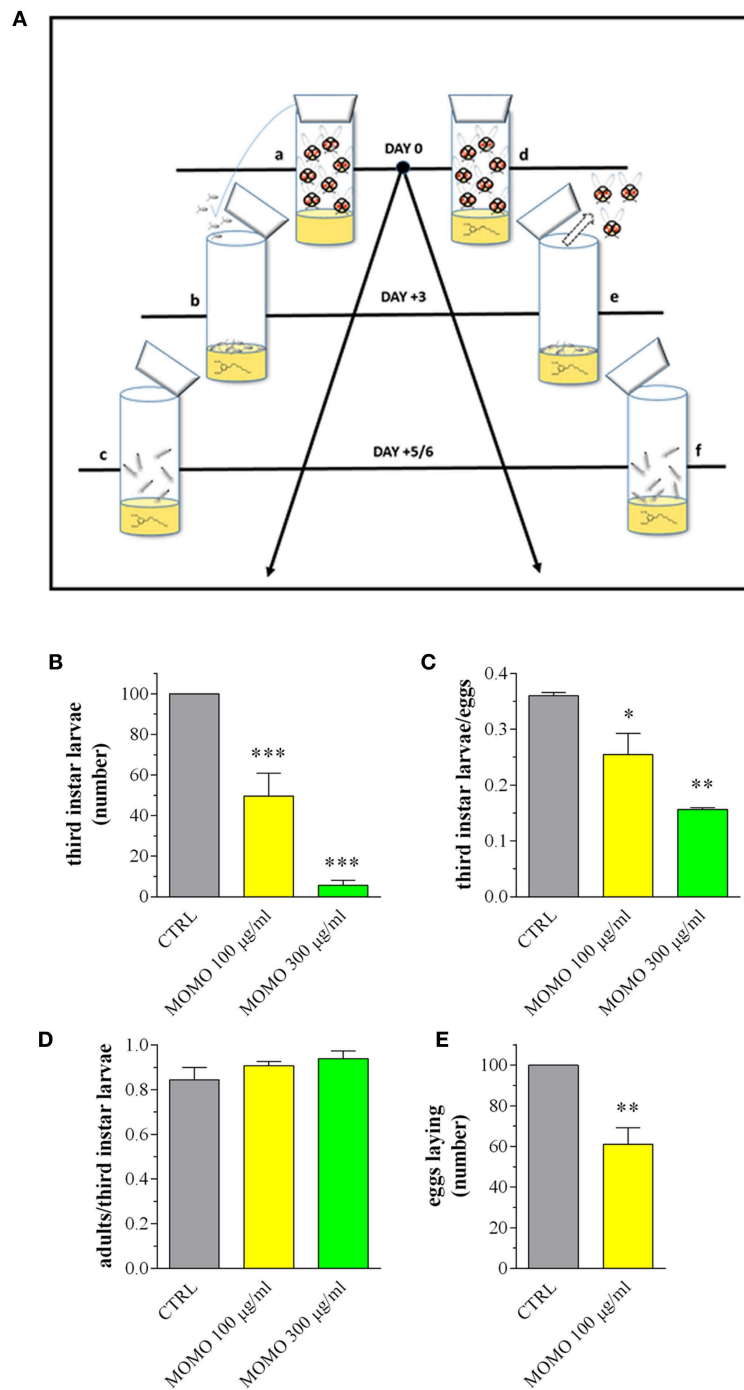 A
a
DAY 0
d
b
DAY +3
e
c
DAY +5/6
f
B
third instar larvae
(number)
100
80
60
40
20
0
***
***
CTRL
MOMO 100 µg/ml
MOMO 300 µg/ml
C
third instar larvae/eggs
0.4
0.3
0.2
0.1
0.0
*
**
CTRL
MOMO 100 µg/ml
MOMO 300 µg/ml
D
adults/third instar larvae
1.0
0.8
0.6
0.4
0.2
0.0
CTRL
MOMO 100 µg/ml
MOMO 300 µg/ml
E
eggs laying
(number)
100
80
60
40
20
0
**
CTRL
MOMO 100 µg/ml